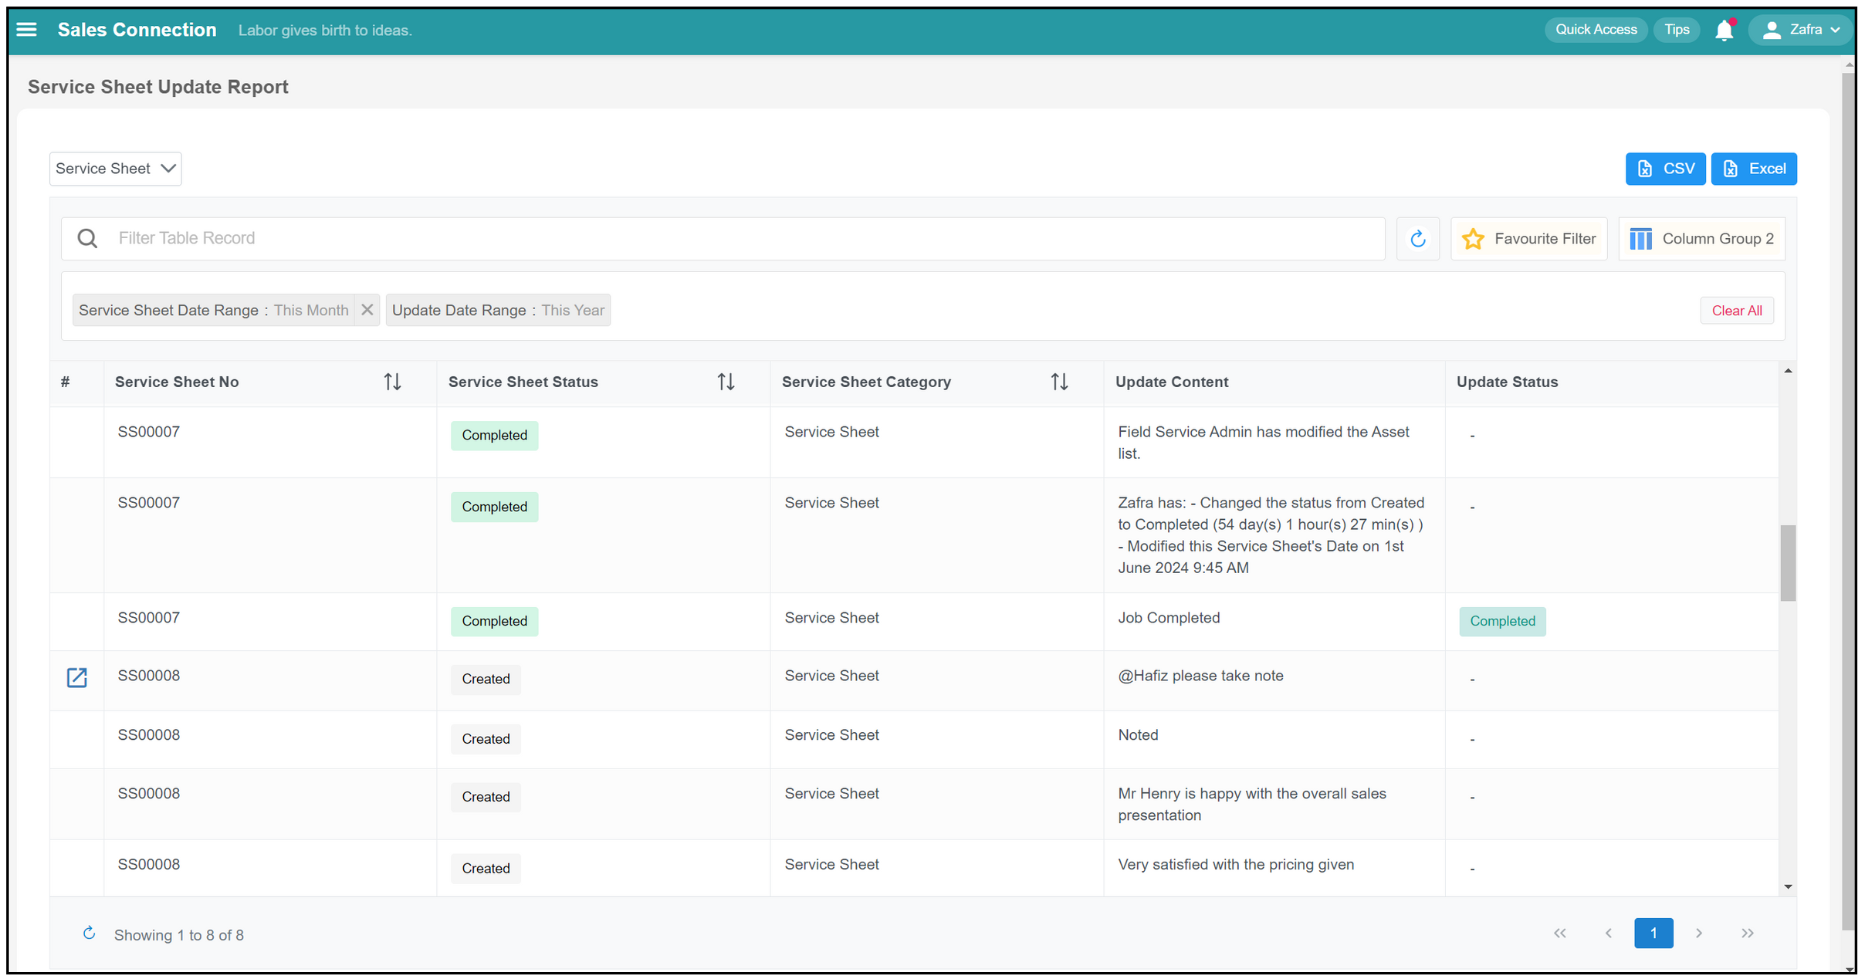 Sales Connection Labor gives birth to ideas. Quick Access Tips Zafra
Service Sheet Update Report
Service Sheet CSV Excel
Filter Table Record Favourite Filter Column Group 2
Service Sheet Date Range : This Month Update Date Range : This Year Clear All
# Service Sheet No Service Sheet Status Service Sheet Category Update Content Update Status
SS00007 Completed Service Sheet Field Service Admin has modified the Asset
list. -
SS00007 Completed Service Sheet Zafra has: - Changed the status from Created
to Completed (54 day(s) 1 hour(s) 27 min(s) )
- Modified this Service Sheet's Date on 1st
June 2024 9:45 AM -
SS00007 Completed Service Sheet Job Completed Completed
SS00008 Created Service Sheet @Hafiz please take note -
SS00008 Created Service Sheet Noted -
SS00008 Created Service Sheet Mr Henry is happy with the overall sales
presentation -
SS00008 Created Service Sheet Very satisfied with the pricing given -
Showing 1 to 8 of 8 << < 1 > >>